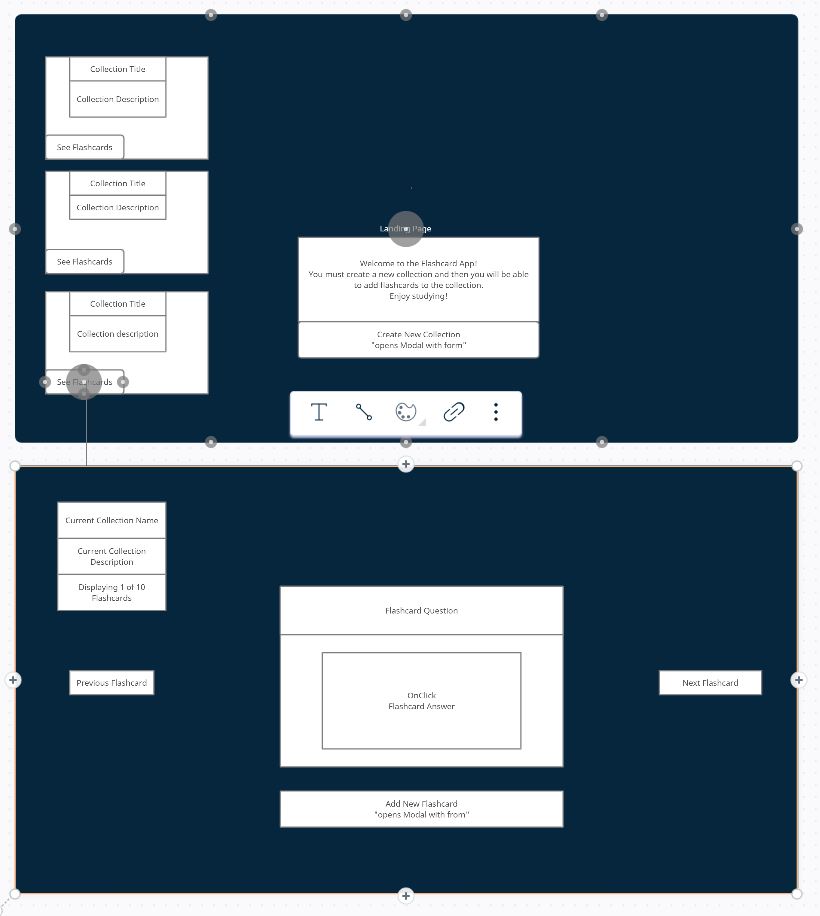 Collection Title
Collection Description
See Flashcards
Collection Title
Collection Description
See Flashcards
Collection Title
Collection description
See Flashcards
Landing Page
Welcome to the Flashcard App!
You must create a new collection and then you will be able
to add flashcards to the collection.
Enjoy studying!
Create New Collection
"opens Modal with form"
T
Current Collection Name
Current Collection
Description
Displaying 1 of 10
Flashcards
Previous Flashcard
Flashcard Question
OnClick
Flashcard Answer
Next Flashcard
Add New Flashcard
"opens Modal with from"